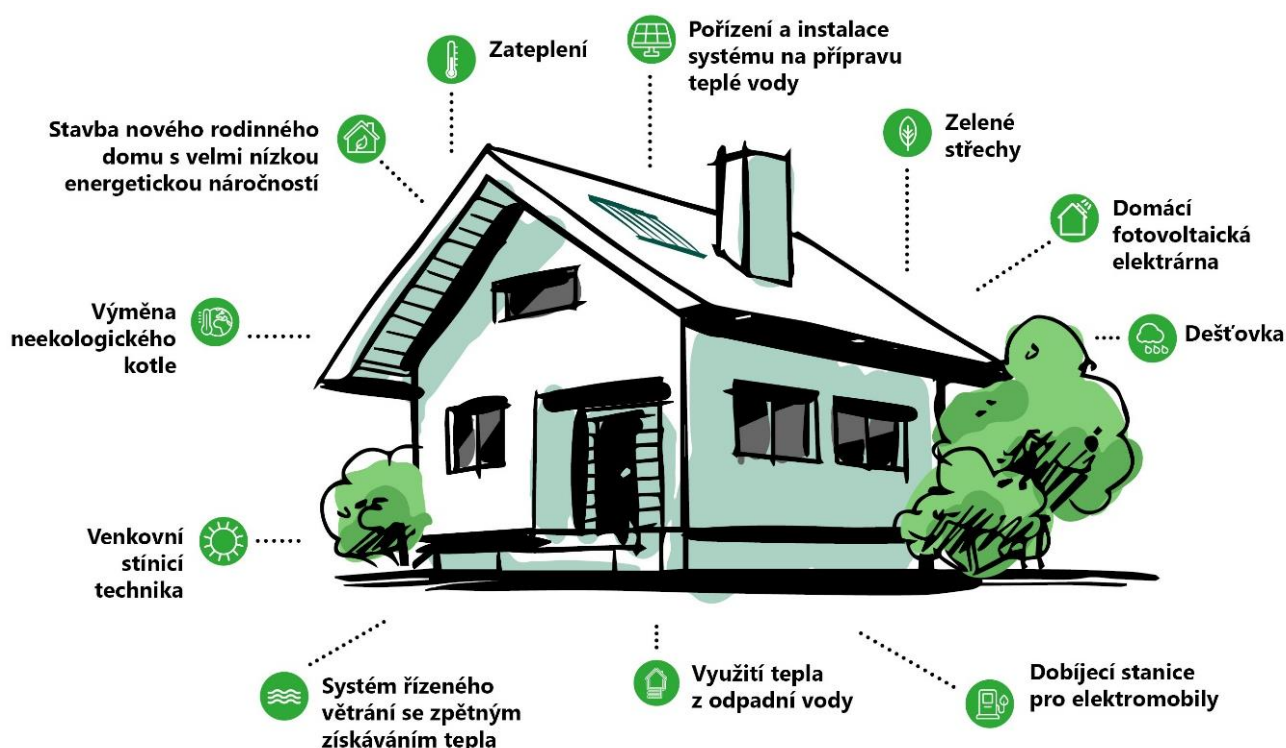 Zateplení
Pořízení a instalace
systému na přípravu
teplé vody
Stavba nového rodinného
domu s velmi nízkou
energetickou náročností
Zelené
střechy
Domácí
fotovoltaická
elektrárna
Výměna
neekologického
kotle
Dešťovka
Venkovní
stínicí
technika
Systém řízeného
větrání se zpětným
získáváním tepla
Využití tepla
z odpadní vody
Dobíjecí stanice
pro elektromobily